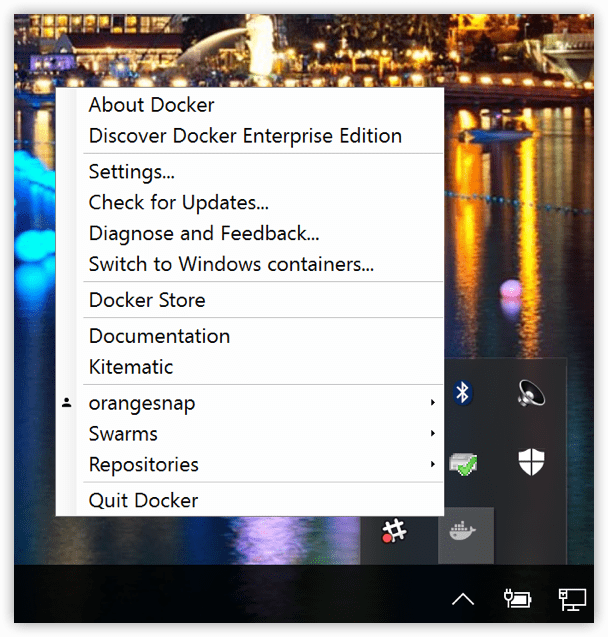 About Docker
Discover Docker Enterprise Edition
Settings...
Check for Updates...
Diagnose and Feedback...
Switch to Windows containers...
Docker Store
Documentation
Kitematic
orangesnap
Swarms
Repositories
Quit Docker